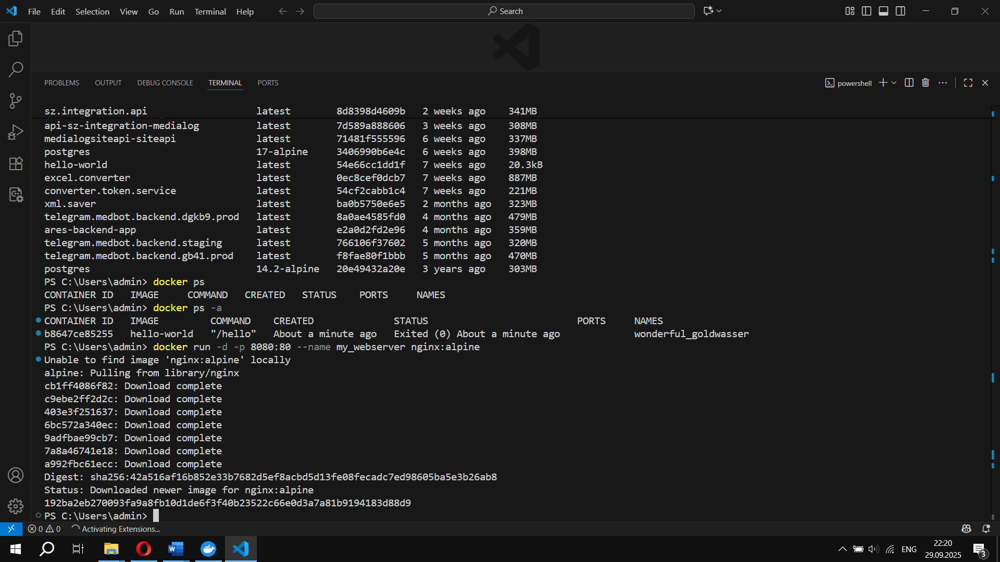 File Edit Selection View Go Run Terminal Help
Search
PROBLEMS OUTPUT DEBUG CONSOLE TERMINAL PORTS
powershell
sz.integration.api latest 8d8398d4609b 2 weeks ago 341MB
api-sz-integration-medialog latest 7d589a888606 3 weeks ago 308MB
medialogsiteapi-siteapi latest 71481f555596 6 weeks ago 337MB
postgres 17-alpine 3406990b6e4c 6 weeks ago 398MB
hello-world latest 54e66cc1dd1f 7 weeks ago 20.3kB
excel.converter latest 0ec8cef0dcb7 7 weeks ago 887MB
converter.token.service latest 54cf2cabb1c4 7 weeks ago 221MB
xml.saver latest ba0b5750e6e5 2 months ago 323MB
telegram.medbot.backend.dgkb9.prod latest 8a0ae4585fd0 4 months ago 479MB
ares-backend-app latest e2a0d2fd2e96 4 months ago 359MB
telegram.medbot.backend.staging latest 766106f37602 5 months ago 320MB
telegram.medbot.backend.gb41.prod latest f8fae80f1bbb 5 months ago 470MB
postgres 14.2-alpine 20e49432a20e 3 years ago 303MB
PS C:\Users\admin> docker ps
CONTAINER ID IMAGE COMMAND CREATED STATUS PORTS NAMES
PS C:\Users\admin> docker ps -a
CONTAINER ID IMAGE COMMAND CREATED STATUS PORTS NAMES
b8647ce85255 hello-world "/hello" About a minute ago Exited (0) About a minute ago wonderful_goldwasser
PS C:\Users\admin> docker run -d -p 8080:80 --name my_webserver nginx:alpine
Unable to find image 'nginx:alpine' locally
alpine: Pulling from library/nginx
cb1ff4086f82: Download complete
c9ebe2ff2d2c: Download complete
403e3f251637: Download complete
6bc572a340ec: Download complete
9adfbae99cb7: Download complete
7a8a46741e18: Download complete
a992fbc61ecc: Download complete
Digest: sha256:42a516af16b852e33b7682d5ef8acbd5d13fe08fecadc7ed98605ba5e3b26ab8
Status: Downloaded newer image for nginx:alpine
192ba2eb270093fa9a8fb10d1de6f3f40b23522c66e0d3a7a81b9194183d88d9
PS C:\Users\admin>
0 0 Activating Extensions...
ENG
22:20
29.09.2025
3